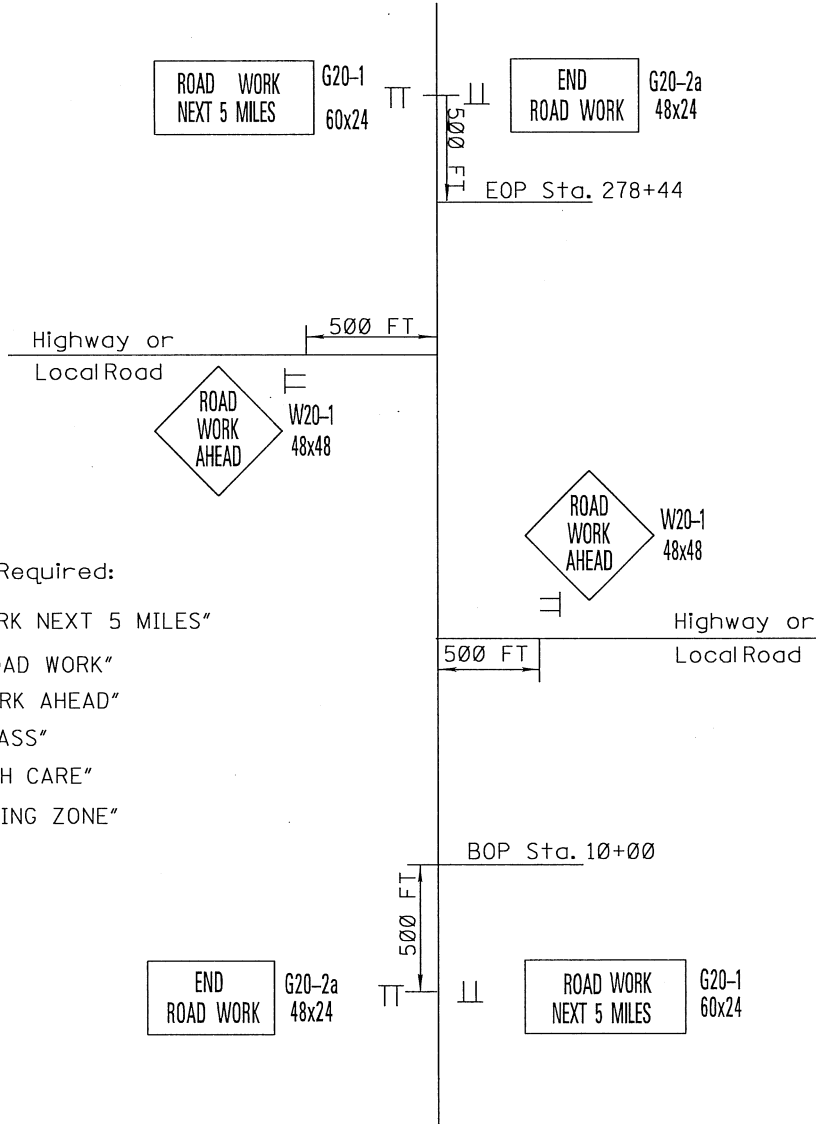 ROAD WORK
NEXT 5 MILES
G20-1
60x24
END
ROAD WORK
G20-2a
48x24
500 FT
EOP Sta. 278+44
500 FT
Highway or
Local Road
ROAD
WORK
AHEAD
W20-1
48x48
ROAD
WORK
AHEAD
W20-1
48x48
Required:
RK NEXT 5 MILES"
OAD WORK"
RK AHEAD"
ASS"
H CARE"
ING ZONE"
Highway or
Local Road
500 FT
BOP Sta. 10+00
500 FT
END
ROAD WORK
G20-2a
48x24
ROAD WORK
NEXT 5 MILES
G20-1
60x24